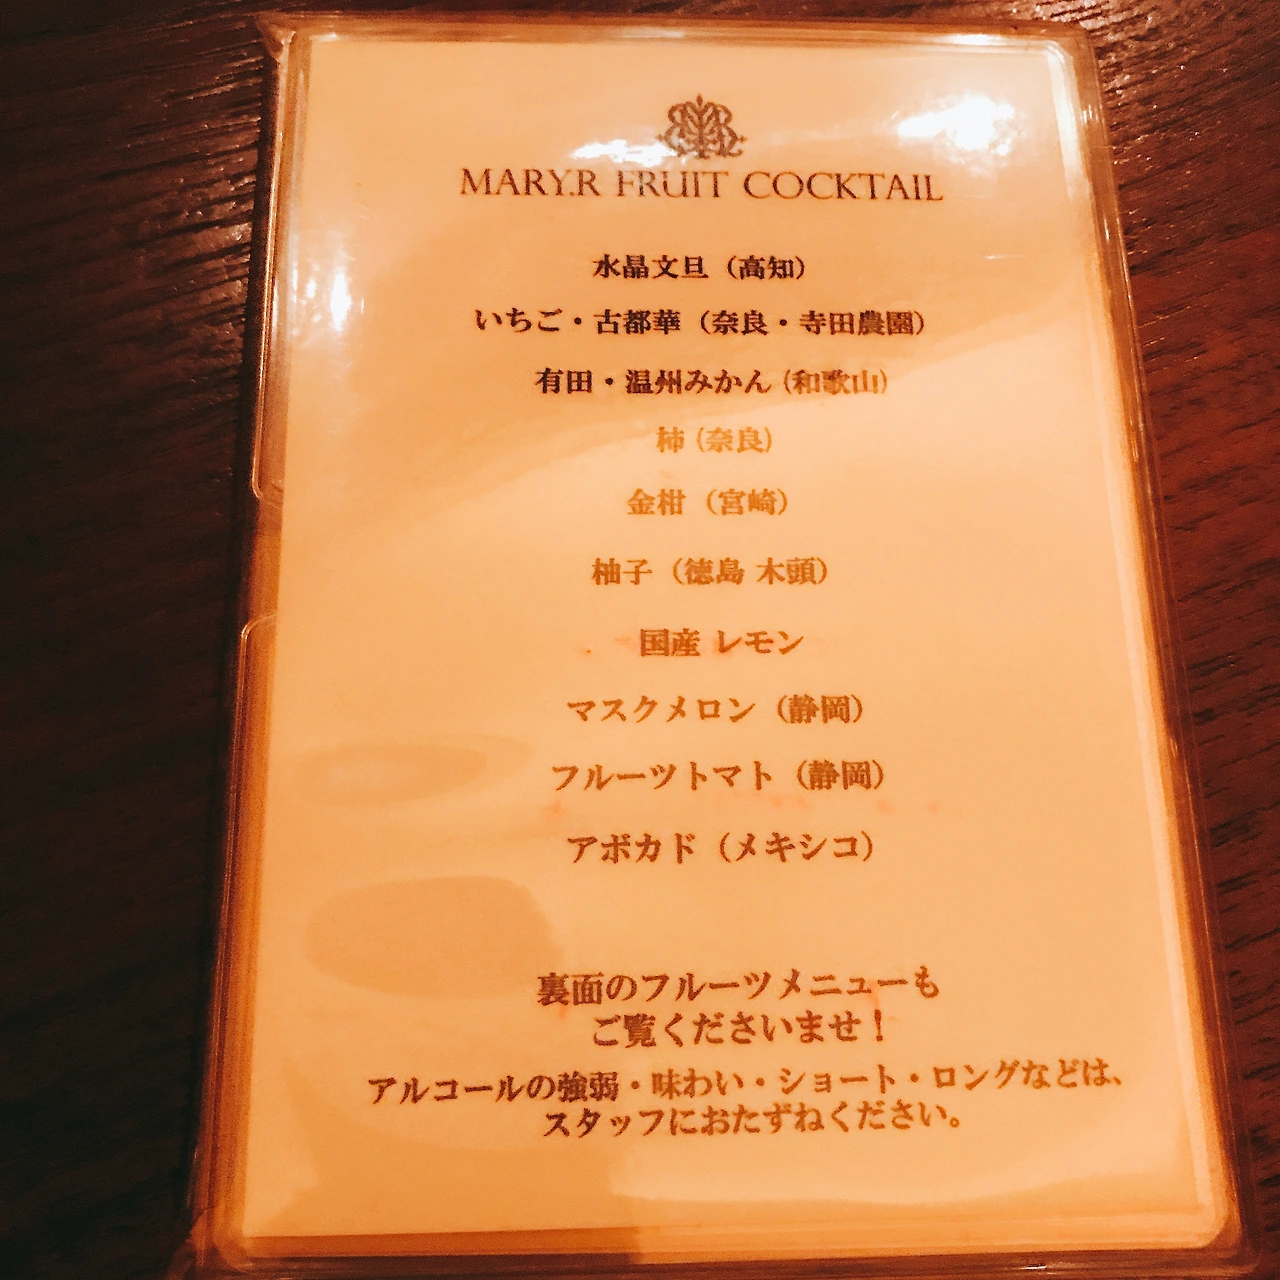 MARY.R FRUIT COCKTAIL
水晶文旦（高知）
いちご・古都華（奈良・寺田農園）
有田・温州みかん(和歌山)
柿(奈良)
金柑（宮崎）
柚子（徳島 木頭）
国産 レモン
マスクメロン（静岡）
フルーツトマト（静岡）
アボカド（メキシコ）
裏面のフルーツメニューも
ご覧くださいませ！
アルコールの強弱・味わい・ショート・ロングなどは、
スタッフにおたずねください。